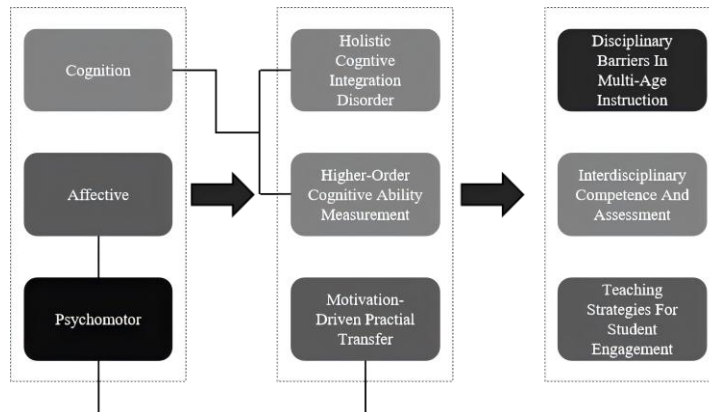 Cognition
Affective
Psychomotor
Holistic
Cogntive
Integration
Disorder
Higher-Order
Cognitive Ability
Measurement
Motivation-
Driven Practial
Transfer
Disciplinary
Barriers In
Multi-Age
Instruction
Interdisciplinary
Competence And
Assessment
Teaching
Strategies For
Student
Engagement